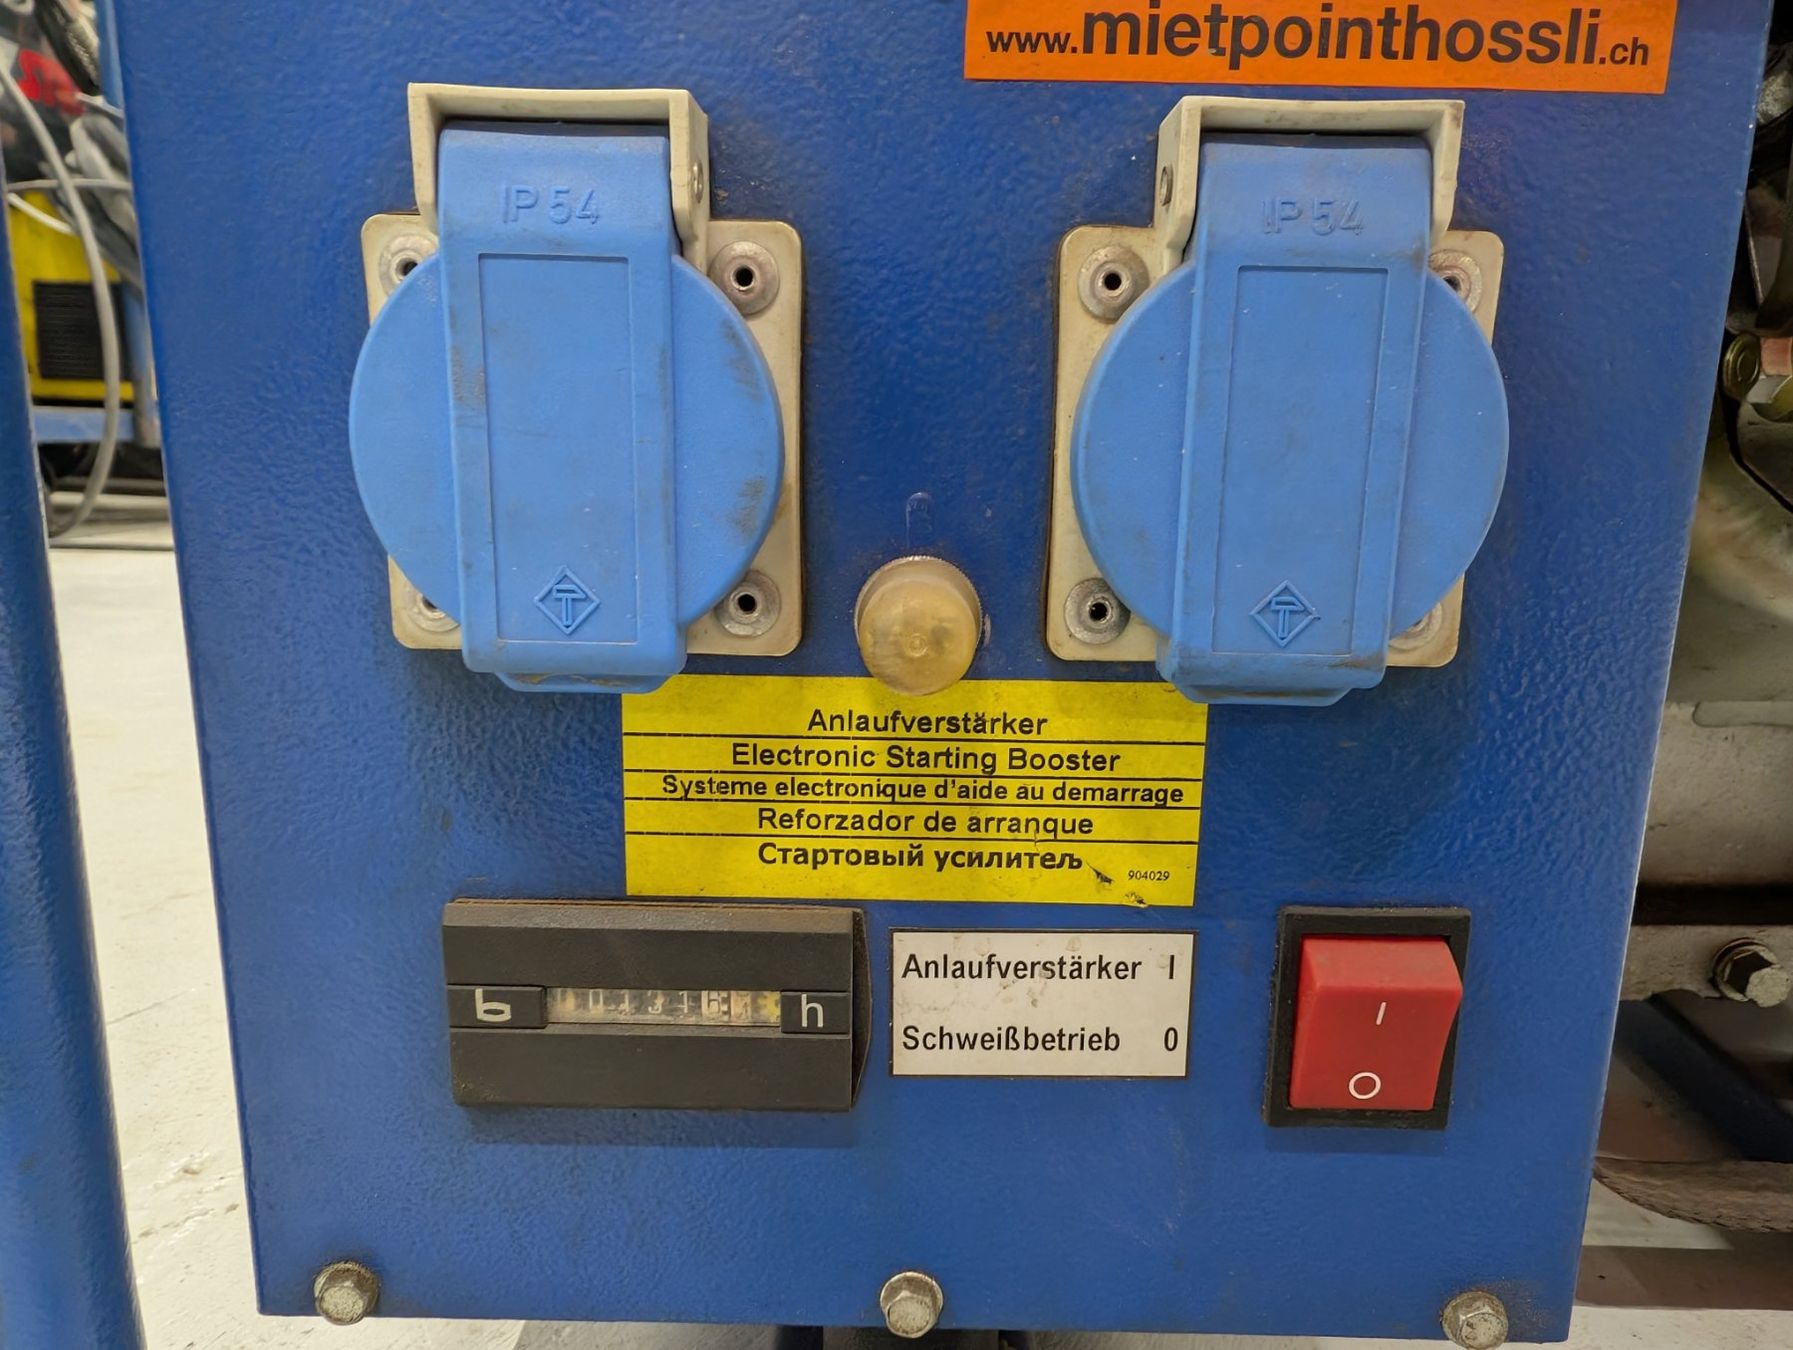 www.mietpointhossli.ch
IP 54
IP 54
Anlaufverstärker
Electronic Starting Booster
Systeme electronique d'aide au demarrage
Reforzador de arranque
Стартовый усилитель
904029
h
Anlaufverstärker I
Schweißbetrieb 0
I
O